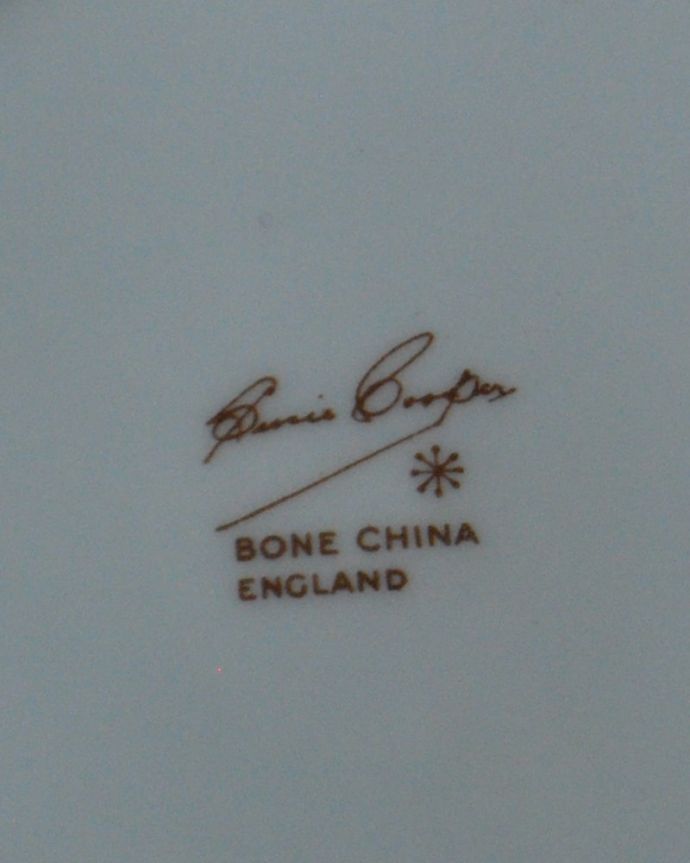 Susie Cooper
BONE CHINA
ENGLAND